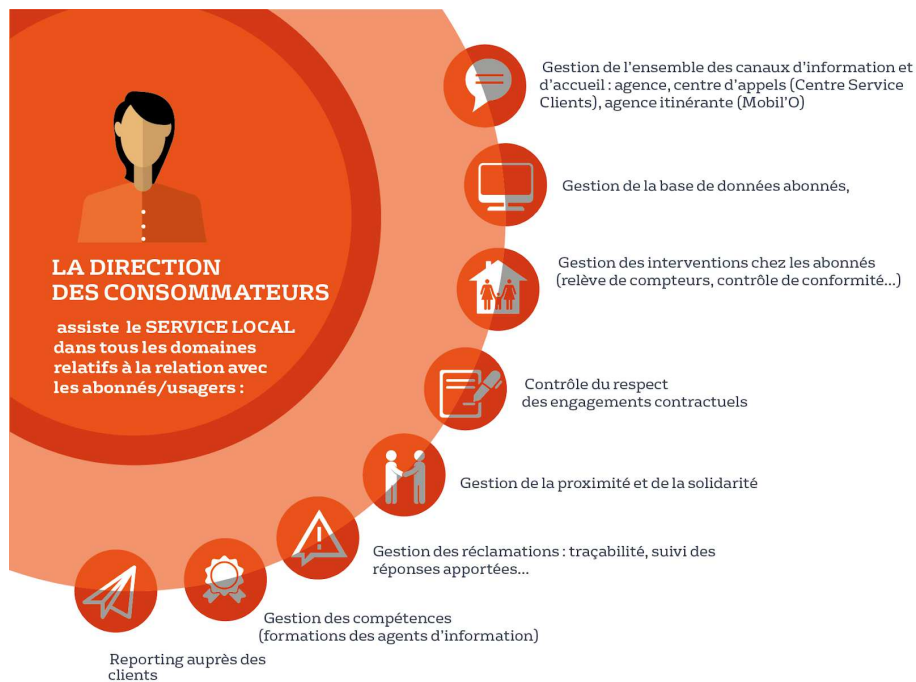 LA DIRECTION
DES CONSOMMATEURS
assiste le SERVICE LOCAL
dans tous les domaines
relatifs à la relation avec
les abonnés/usagers :
Gestion de l’ensemble des canaux d’information et
d’accueil : agence, centre d’appels (Centre Service
Clients), agence itinérante (Mobil’O)
Gestion de la base de données abonnés,
Gestion des interventions chez les abonnés
(relève de compteurs, contrôle de conformité...)
Contrôle du respect
des engagements contractuels
Gestion de la proximité et de la solidarité
Gestion des réclamations : traçabilité, suivi des
réponses apportées...
Gestion des compétences
(formations des agents d’information)
Reporting auprès des
clients